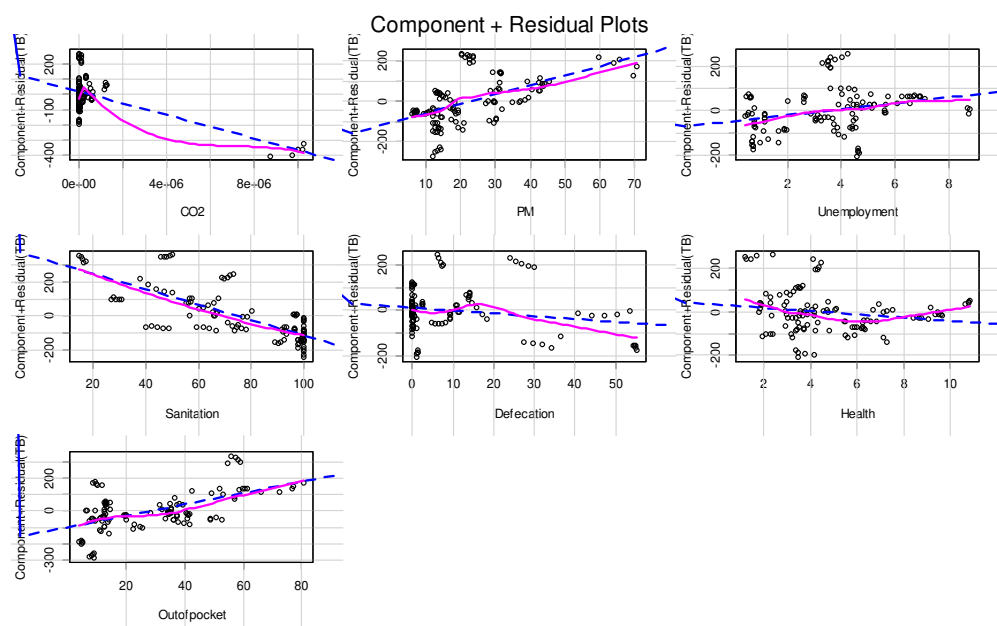 Component + Residual Plots
Component+Residual(TB)
-400
-100
200
0e+00
4e+06
8e+06
CO2
Component+Residual(TB)
-200
0
200
10
20
30
40
50
60
70
PM
Component+Residual(TB)
-200
0
200
2
4
6
8
Unemployment
Component+Residual(TB)
-200
0
200
20
40
60
80
100
Sanitation
Component+Residual(TB)
-200
0
200
0
10
20
30
40
50
Defecation
Component+Residual(TB)
-200
0
200
2
4
6
8
10
Health
Component+Residual(TB)
-300
0
200
20
40
60
80
Outofpocket